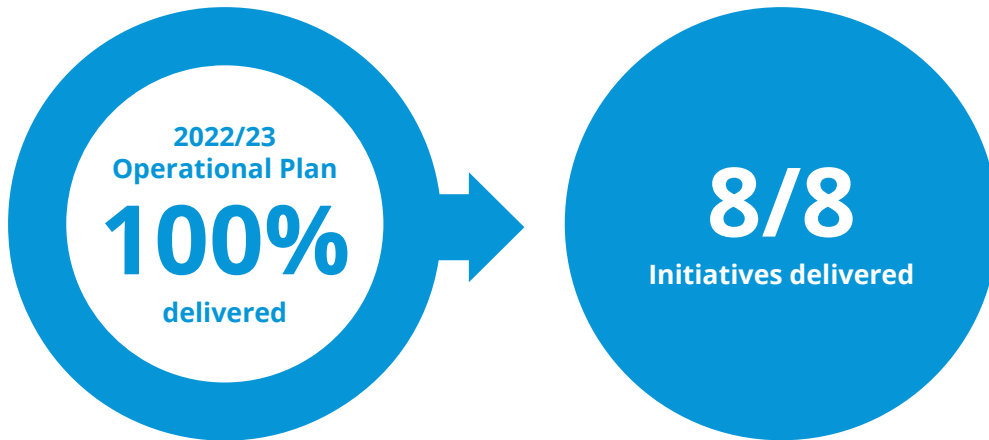 2022/23
Operational Plan
100%
delivered
8/8
Initiatives delivered